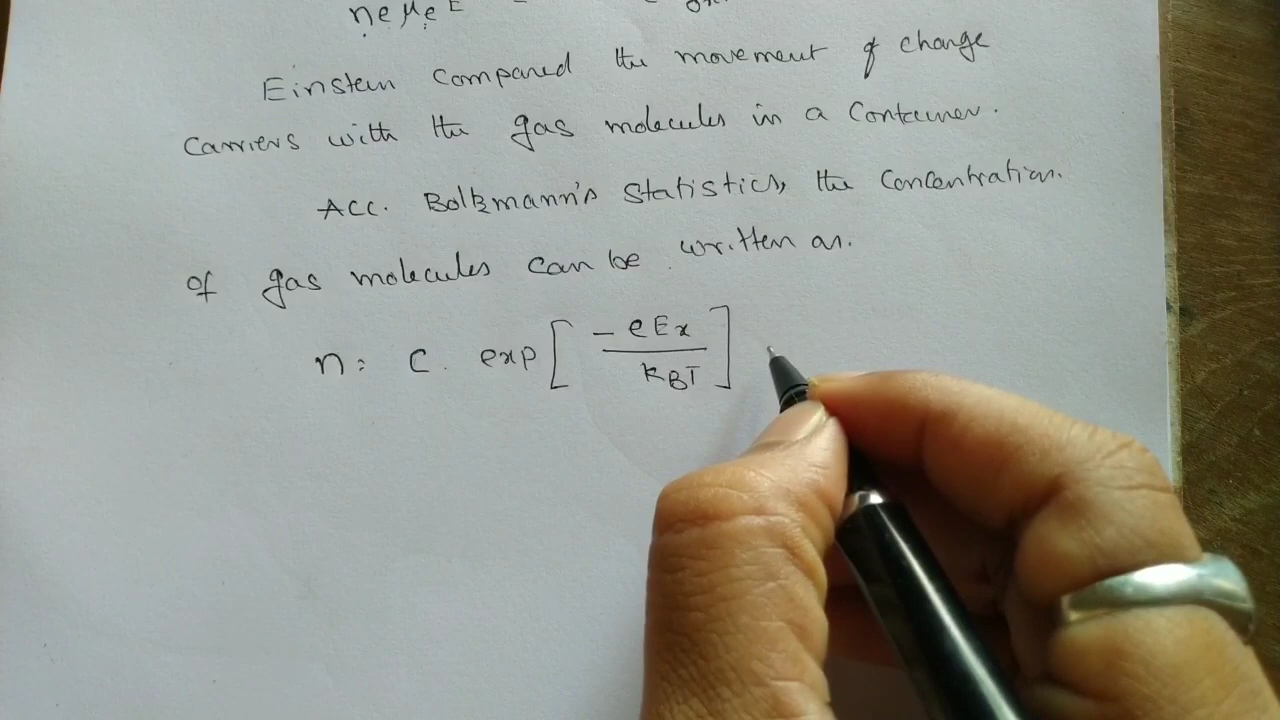 neμeE =
Einstein Compared the movement of charge
carriers with the gas molecules in a Container.
Acc. Boltzmann's Statistics, the Concentration.
of gas molecules can be written as.
n = C. exp[-eEx/kBT]